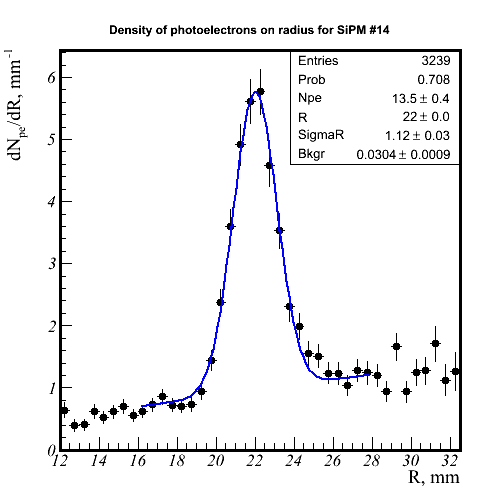 Density of photoelectrons on radius for SiPM #14
Entries 3239
Prob 0.708
Npe 13.5 ± 0.4
R 22 ± 0.0
SigmaR 1.12 ± 0.03
Bkgr 0.0304 ± 0.0009
dNpe/dR, mm-1
6
5
4
3
2
1
0
12 14 16 18 20 22 24 26 28 30 32
R, mm